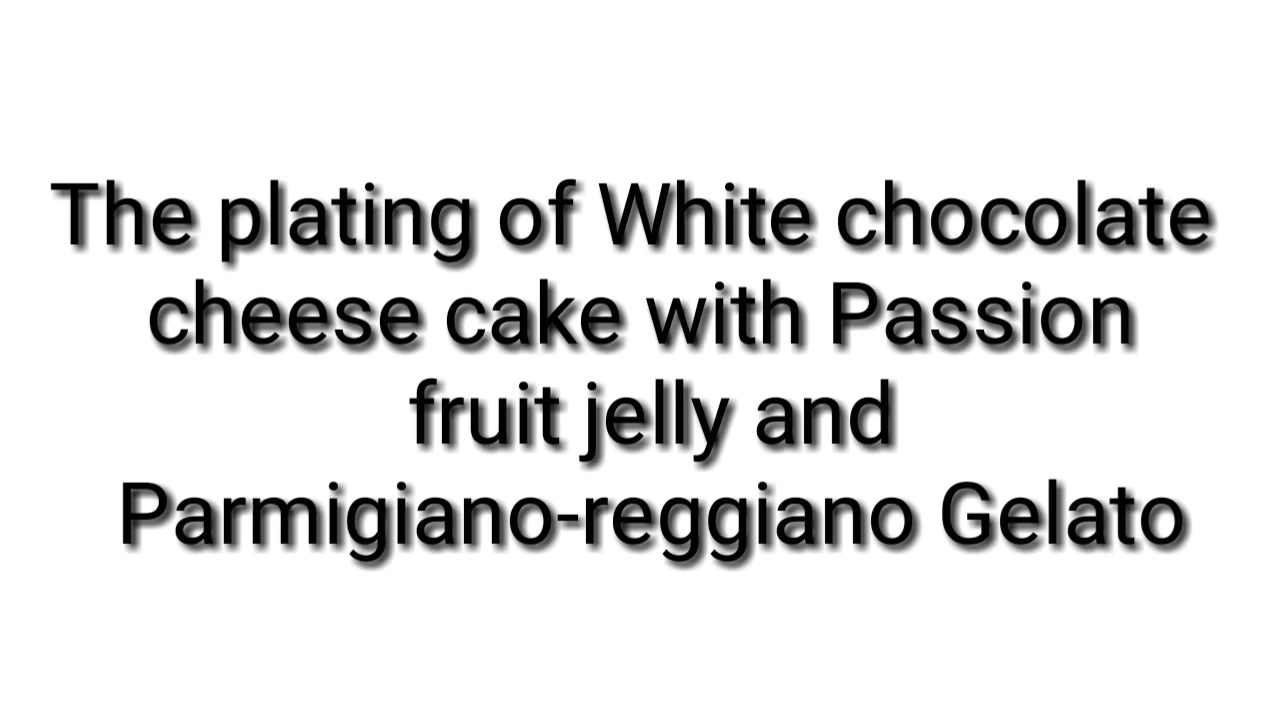 The plating of White chocolate
cheese cake with Passion
fruit jelly and
Parmigiano-reggiano Gelato